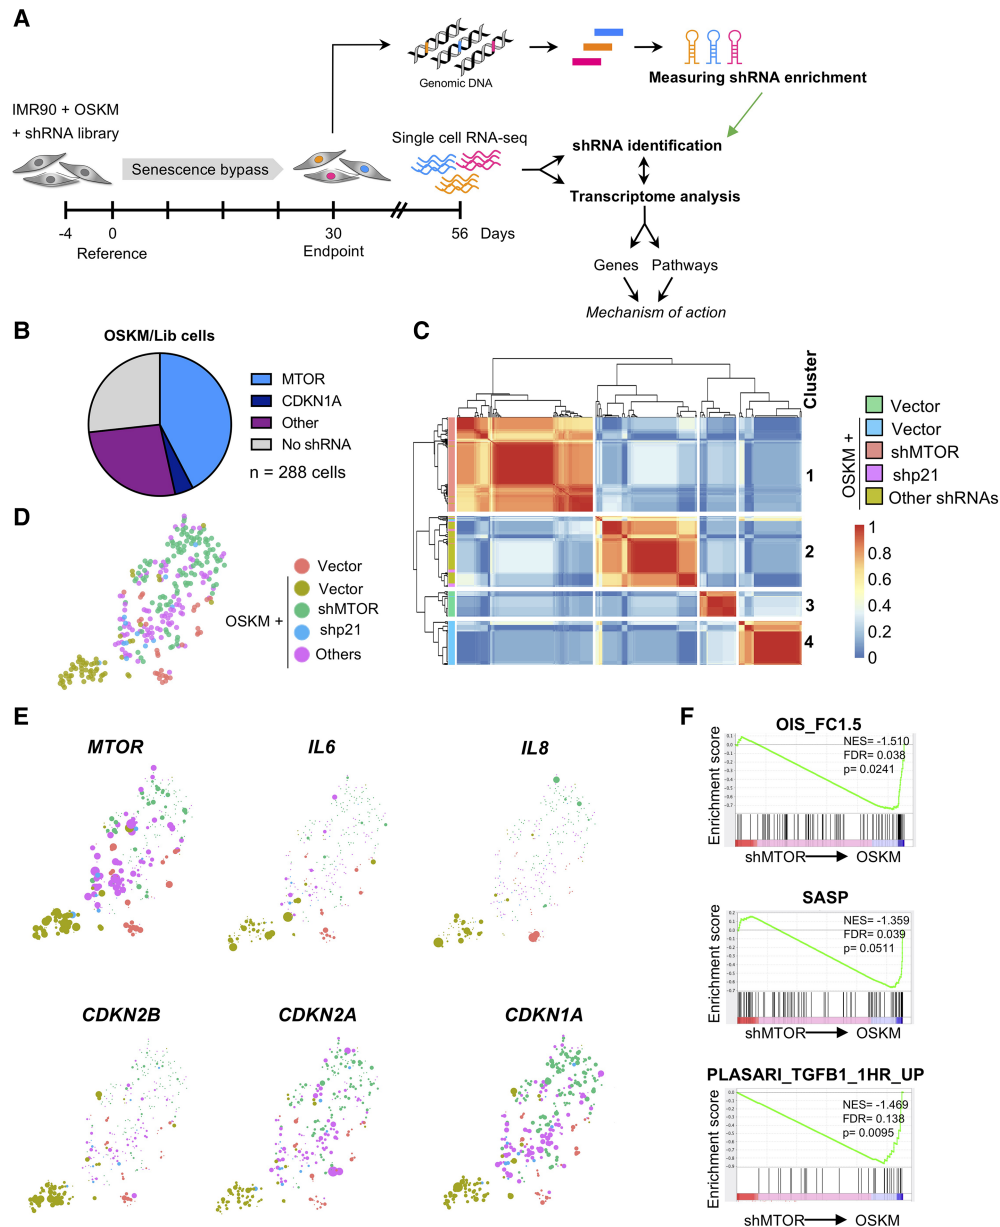 A
IMR90 + OSKM
+ shRNA library
Senescence bypass
Genomic DNA
Measuring shRNA enrichment
Single cell RNA-seq
shRNA identification
Transcriptome analysis
Genes
Pathways
Mechanism of action
-4
0
30
56
Days
Reference
Endpoint
B
OSKM/Lib cells
MTOR
CDKN1A
Other
No shRNA
n = 288 cells
C
Cluster
1
2
3
4
Vector
OSKM +
Vector
shMTOR
shp21
Other shRNAs
1
0.8
0.6
0.4
0.2
0
D
Vector
OSKM +
Vector
shMTOR
shp21
Others
E
MTOR
IL6
IL8
CDKN2B
CDKN2A
CDKN1A
F
OIS_FC1.5
Enrichment score
NES= -1.510
FDR= 0.038
p= 0.0241
shMTOR
OSKM
SASP
Enrichment score
NES= -1.359
FDR= 0.039
p= 0.0511
shMTOR
OSKM
PLASARI_TGFB1_1HR_UP
Enrichment score
NES= -1.469
FDR= 0.138
p= 0.0095
shMTOR
OSKM